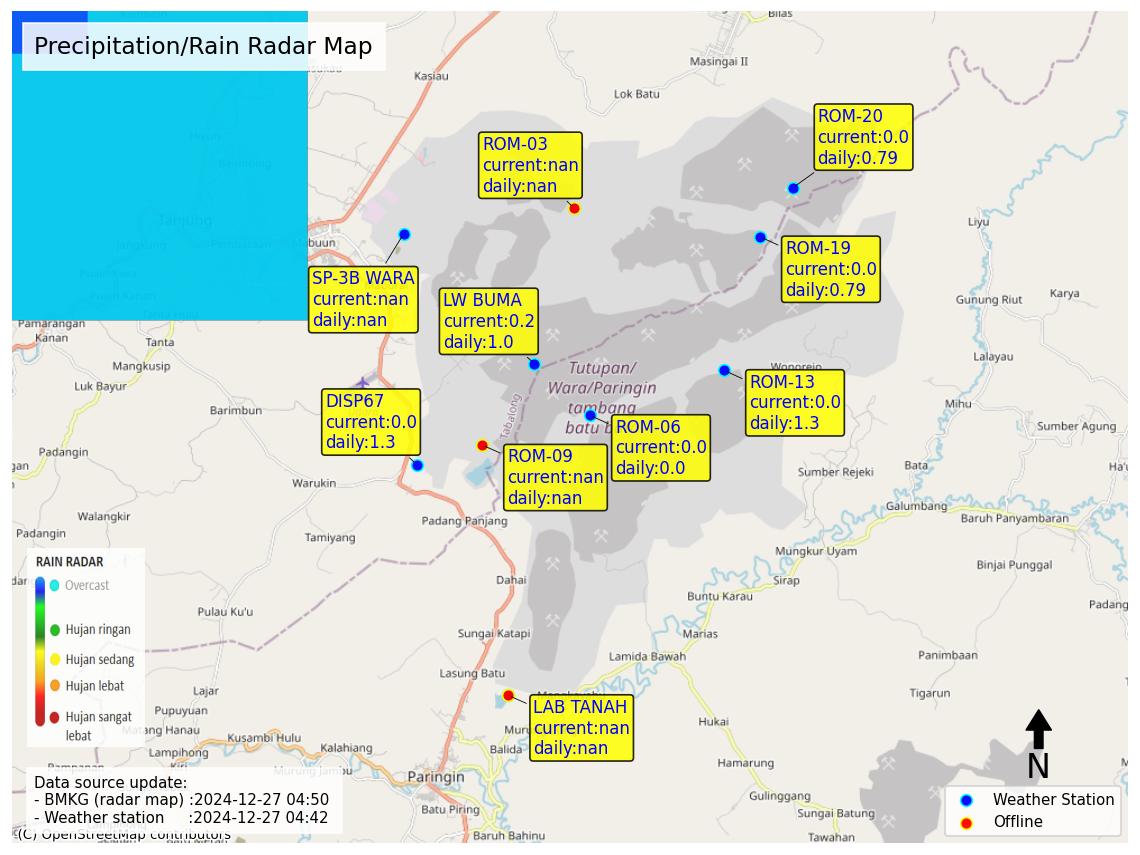 Precipitation/Rain Radar Map
Bilas
Masingai II
Kasiau
Lok Batu
ROM-20
current:0.0
daily:0.79
ROM-03
current:nan
daily:nan
Tanjung
Mabuun
Liyu
ROM-19
current:0.0
daily:0.79
SP-3B WARA
current:nan
daily:nan
LW BUMA
current:0.2
daily:1.0
Karya
Gunung Riut
Pamarangan
Kanan
Tanta
Mangkusip
Lalayau
Wonorejo
Tutupan/
Wara/Paringin
tambang
batu b
Luk Bayur
Barimbun
Tabalong
ROM-13
current:0.0
daily:1.3
DISP67
current:0.0
daily:1.3
ROM-06
current:0.0
daily:0.0
ROM-09
current:nan
daily:nan
Mihu
Sumber Agung
Padangin
Bata
Sumber Rejeki
Warukin
Galumbang
Baruh Panyambaran
Walangkir
Padangin
Padang Panjang
Tamiyang
Mungkur Uyam
Binjai Punggal
Dahai
Sirap
Buntu Karau
Padang
RAIN RADAR
Overcast
Hujan ringan
Hujan sedang
Hujan lebat
Hujan sangat
lebat
Pulau Ku'u
Sungai Katapi
Marias
Lamida Bawah
Panimbaan
Lasung Batu
Tigarun
Lajar
Pupuyuan
Matang Hanau
LAB TANAH
current:nan
daily:nan
Hukai
Kusambi Hulu
Lampihong
Kalahiang
Balida
Murung Jambu
Paringin
Hamarung
N
Gulinggang
Batu Piring
Sungai Batung
Baruh Bahinu
Tawahan
Data source update:
- BMKG (radar map) :2024-12-27 04:50
- Weather station :2024-12-27 04:42
(C) OpenStreetMap contributors
Weather Station
Offline